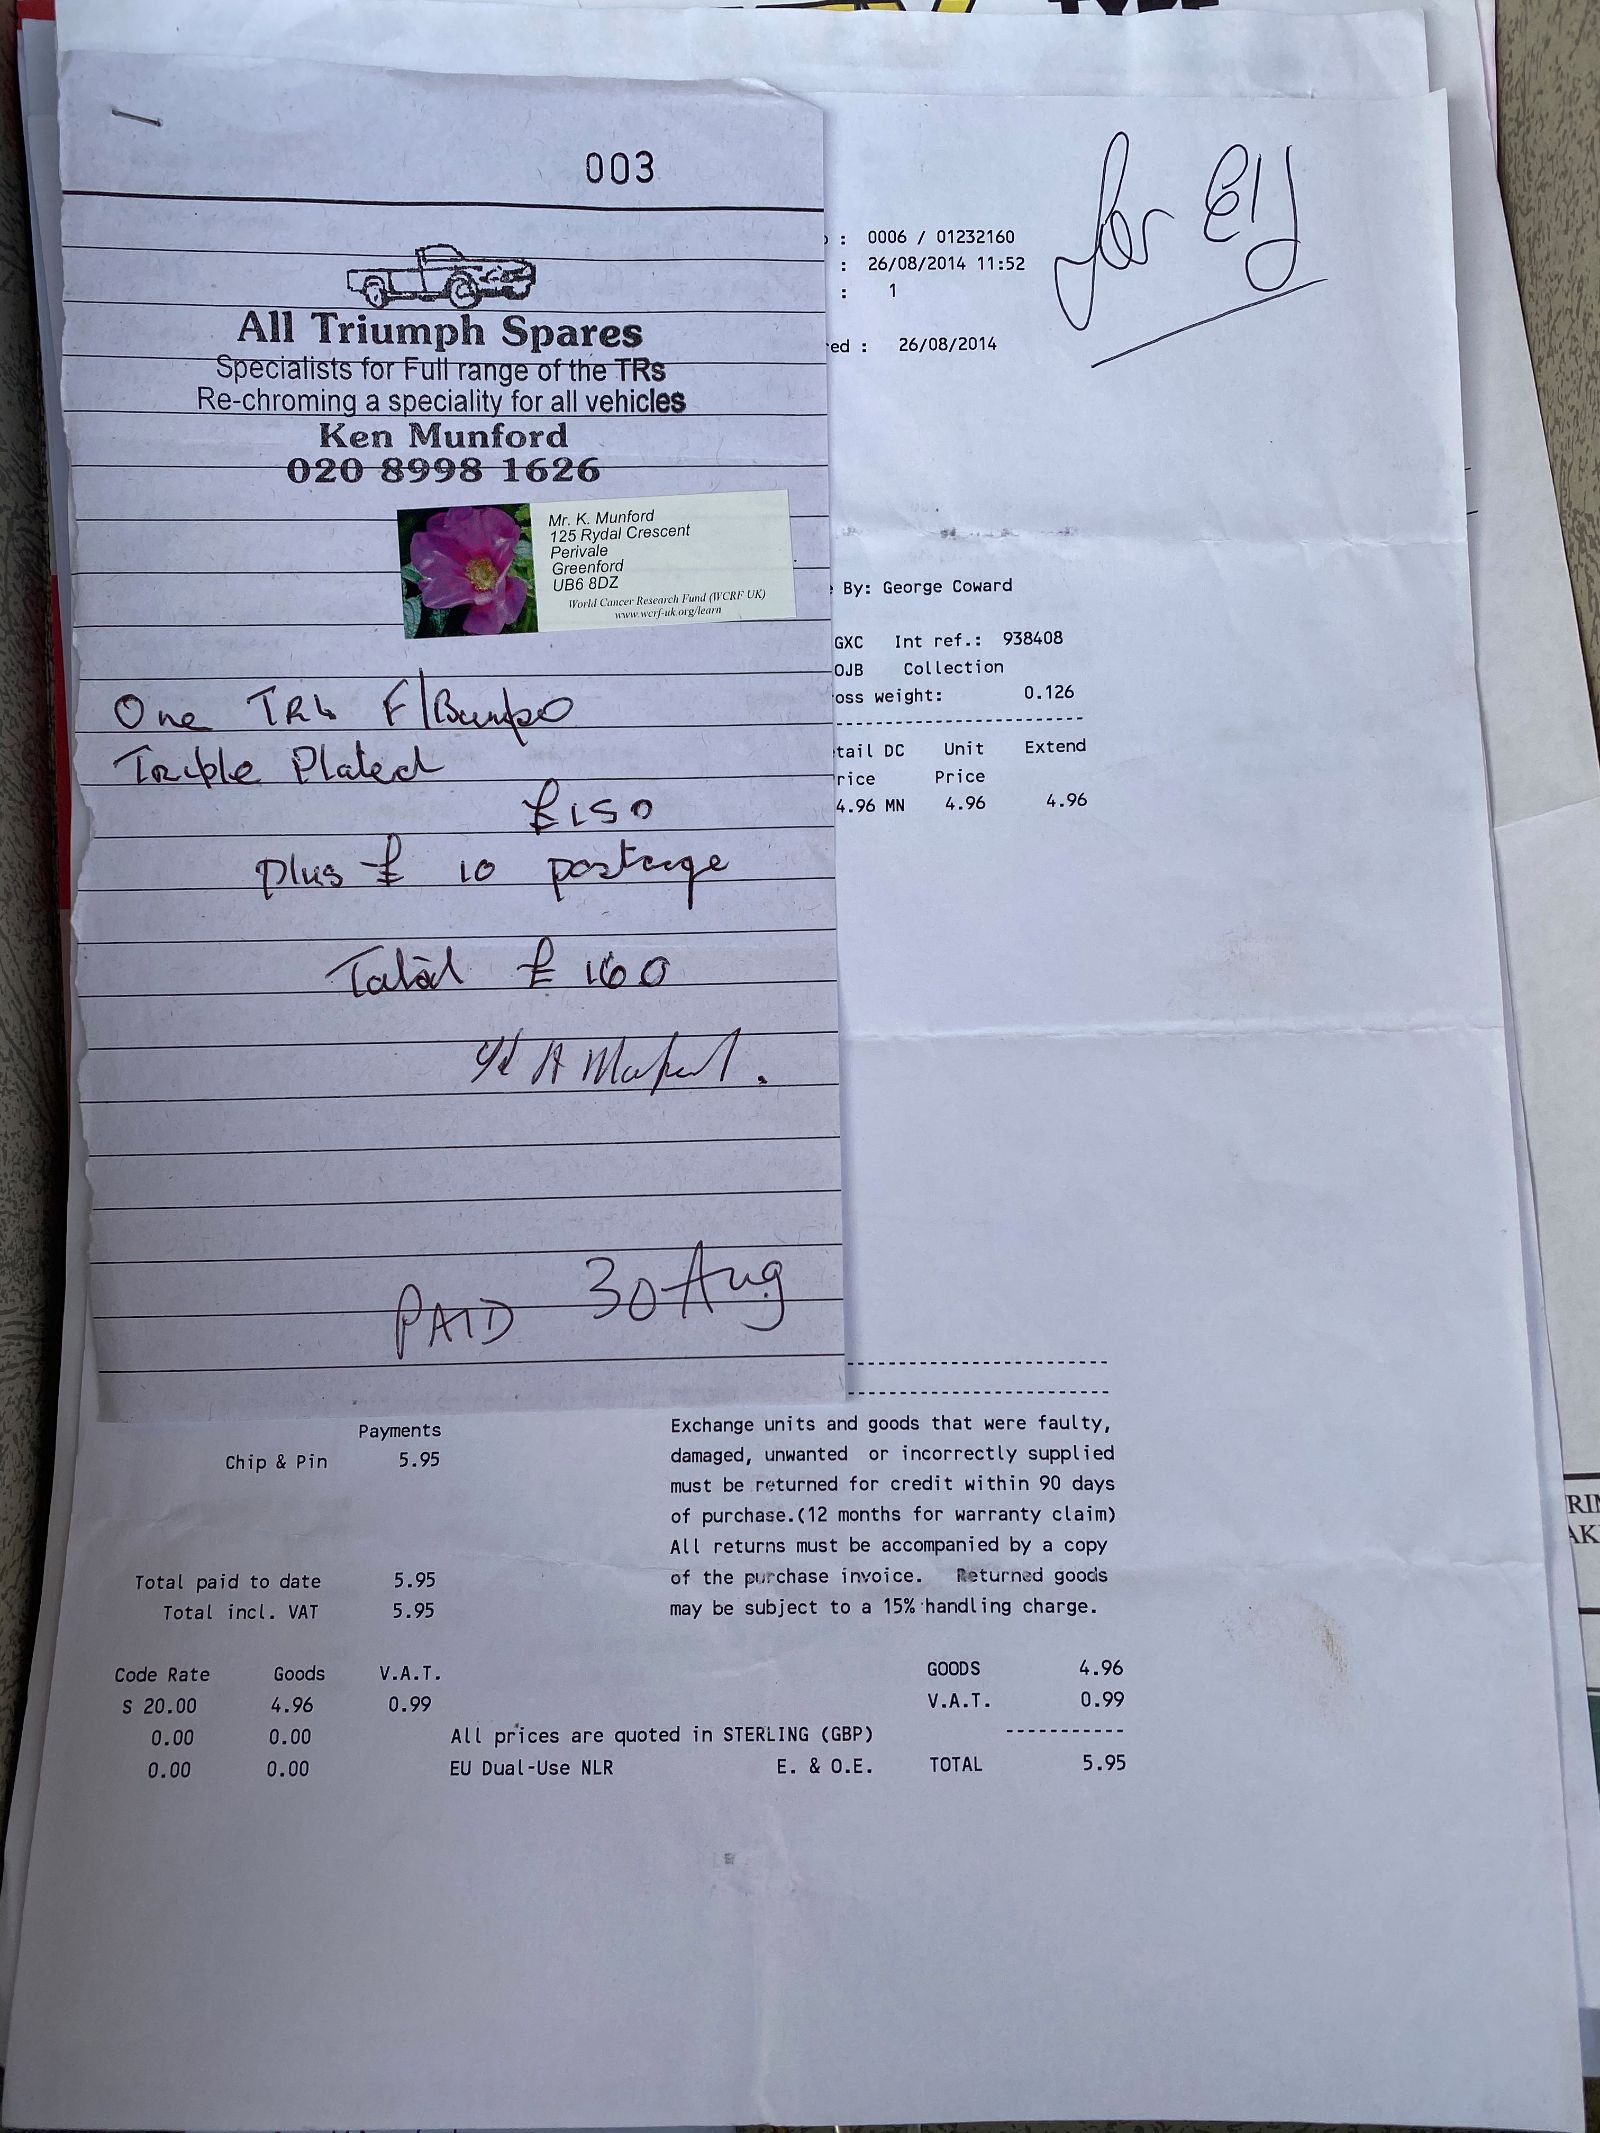 003
All Triumph Spares
Specialists for Full range of the TRs
Re-chroming a speciality for all vehicles
Ken Munford
020 8998 1626
Mr. K. Munford
125 Rydal Crescent
Perivale
Greenford
UB6 8DZ
World Cancer Research Fund (WCRF UK)
www.wcrf-uk.org/learn
One TR4 F/Bumper
Triple Plated
£150
plus £ 10 postage
Total £ 160
PAID 30 Aug
for
: 0006 / 01232160
: 26/08/2014 11:52
: 1
ed : 26/08/2014
By: George Coward
GXC Int ref.: 938408
OJB Collection
oss weight: 0.126
tail DC Unit Extend
rice Price
4.96 MN 4.96 4.96
Payments
Chip & Pin 5.95
Total paid to date 5.95
Total incl. VAT 5.95
Exchange units and goods that were faulty,
damaged, unwanted or incorrectly supplied
must be returned for credit within 90 days
of purchase.(12 months for warranty claim)
All returns must be accompanied by a copy
of the purchase invoice. Returned goods
may be subject to a 15% handling charge.
Code Rate Goods V.A.T.
S 20.00 4.96 0.99
0.00 0.00
0.00 0.00
All prices are quoted in STERLING (GBP)
EU Dual-Use NLR E. & O.E.
GOODS 4.96
V.A.T. 0.99
TOTAL 5.95